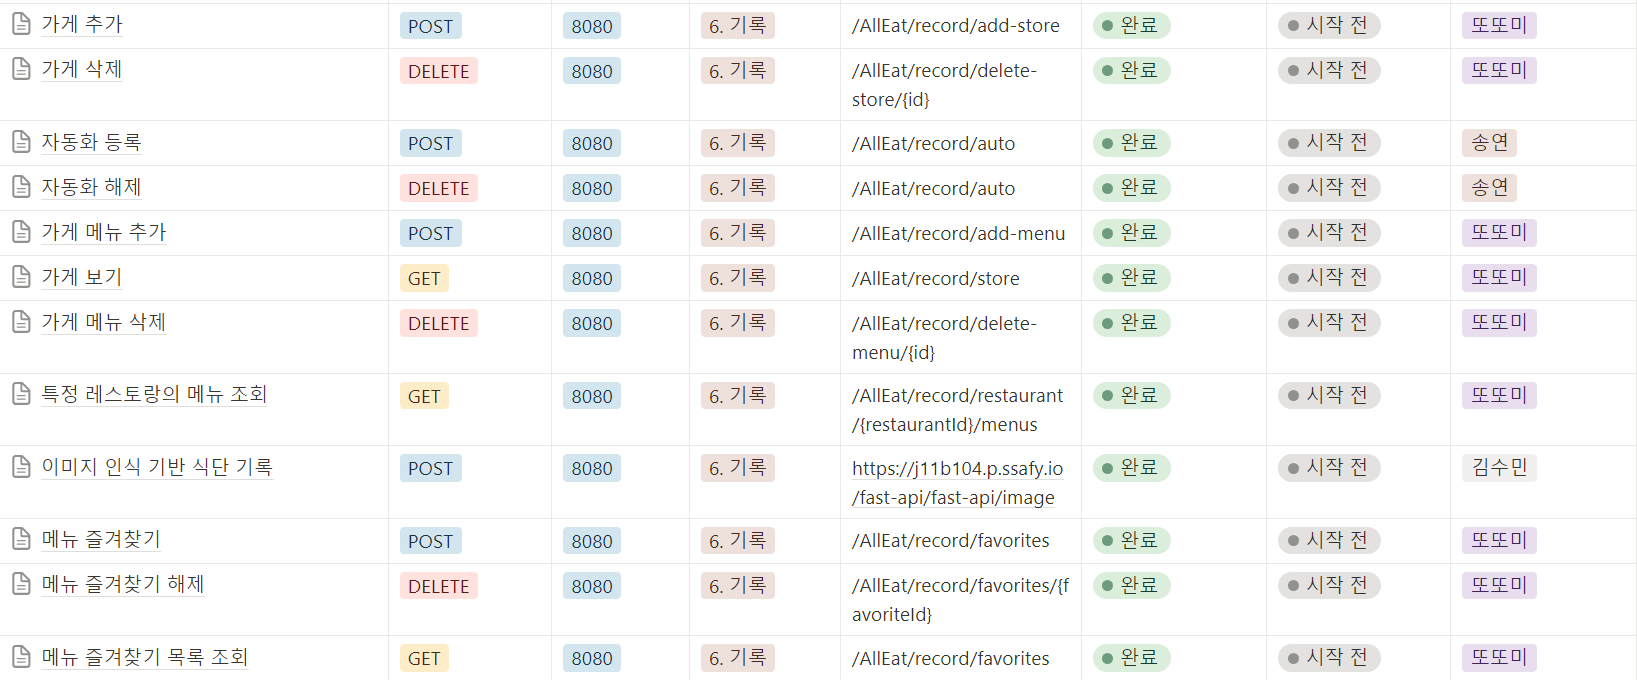 가게 추가 POST 8080 6. 기록 /AllEat/record/add-store 완료 시작 전 또또미
가게 삭제 DELETE 8080 6. 기록 /AllEat/record/delete- 완료 시작 전 또또미
store/{id}
자동화 등록 POST 8080 6. 기록 /AllEat/record/auto 완료 시작 전 송연
자동화 해제 DELETE 8080 6. 기록 /AllEat/record/auto 완료 시작 전 송연
가게 메뉴 추가 POST 8080 6. 기록 /AllEat/record/add-menu 완료 시작 전 또또미
가게 보기 GET 8080 6. 기록 /AllEat/record/store 완료 시작 전 또또미
가게 메뉴 삭제 DELETE 8080 6. 기록 /AllEat/record/delete- 완료 시작 전 또또미
menu/{id}
특정 레스토랑의 메뉴 조회 GET 8080 6. 기록 /AllEat/record/restaurant 완료 시작 전 또또미
/{restaurantId}/menus
이미지 인식 기반 식단 기록 POST 8080 6. 기록 https://j11b104.p.ssafy.io 완료 시작 전 김수민
/fast-api/fast-api/image
메뉴 즐겨찾기 POST 8080 6. 기록 /AllEat/record/favorites 완료 시작 전 또또미
메뉴 즐겨찾기 해제 DELETE 8080 6. 기록 /AllEat/record/favorites/{f 완료 시작 전 또또미
avoriteId}
메뉴 즐겨찾기 목록 조회 GET 8080 6. 기록 /AllEat/record/favorites 완료 시작 전 또또미